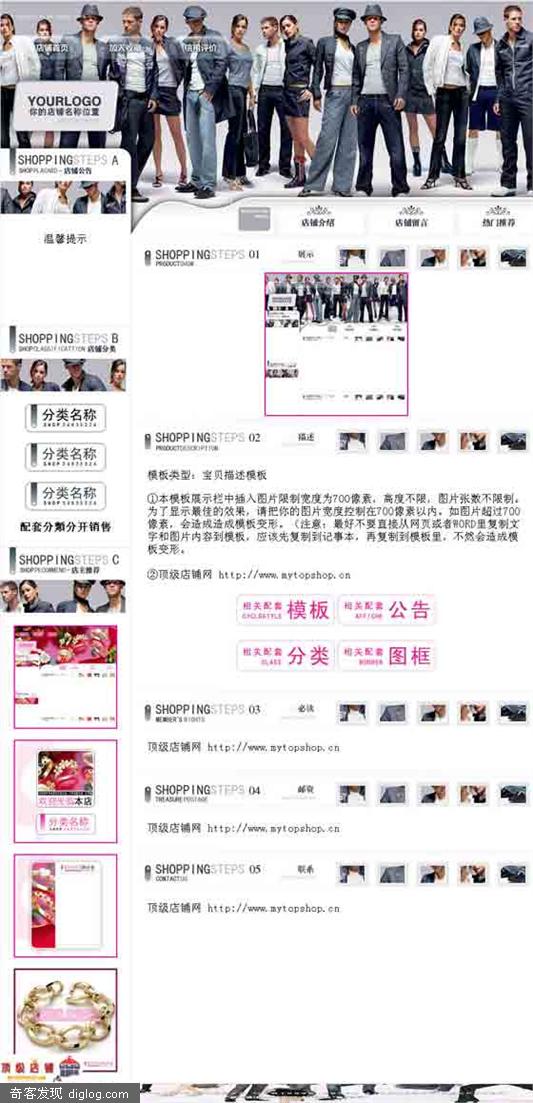 店铺首页 加入收藏 信用评价
YOURLOGO
你的店铺名称位置
SHOPPINGSTEPS A
店铺公告
温馨提示
SHOPPINGSTEPS B
店铺分类
分类名称
分类名称
分类名称
配套分類分开销售
SHOPPINGSTEPS C
店主推荐
欢迎光临本店
分类名称
顶级店铺
店铺介绍 店铺留言 热门推荐
SHOPPINGSTEPS 01 展示
SHOPPINGSTEPS 02 描述
PRODUCTDESCRIPTION
模板类型：宝贝描述模板
①本模板展示栏中插入图片限制宽度为700像素，高度不限，图片张数不限制。
为了显示最佳的效果，请把你的图片宽度控制在700像素以内。如图片超过700
像素，会造成造成模板变形。（注意：最好不要直接从网页或者WORD里复制文
字和图片内容到模板，应该先复制到记事本，再复制到模板里，不然会造成模
板变形。
②顶级店铺网 http://www.mytopshop.cn
相关配套 模板
相关配套 公告
相关配套 分类
相关配套 图框
SHOPPINGSTEPS 03 必读
MEMBER'S RIGHTS
顶级店铺网 http://www.mytopshop.cn
SHOPPINGSTEPS 04 邮资
TREASURE POSTAGE
顶级店铺网 http://www.mytopshop.cn
SHOPPINGSTEPS 05 联系
CONTACT US
顶级店铺网 http://www.mytopshop.cn
奇客发现 diglog.com